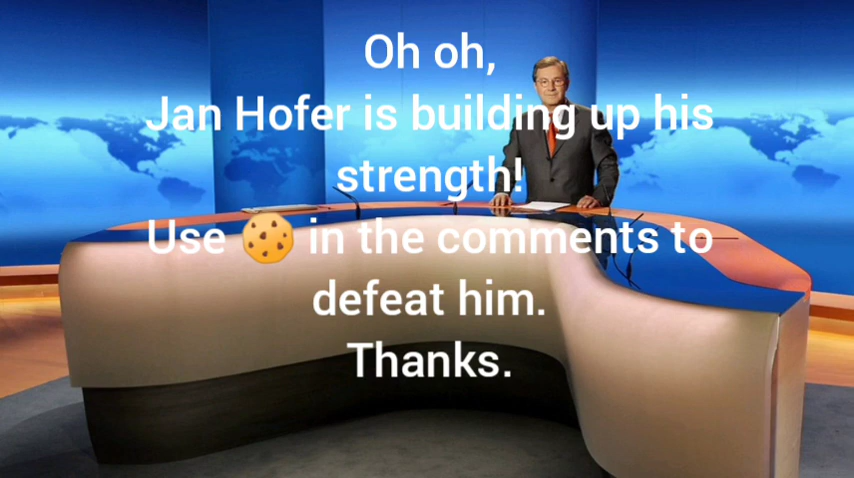 Oh oh,
Jan Hofer is building up his
strength!
Use 🍪 in the comments to
defeat him.
Thanks.